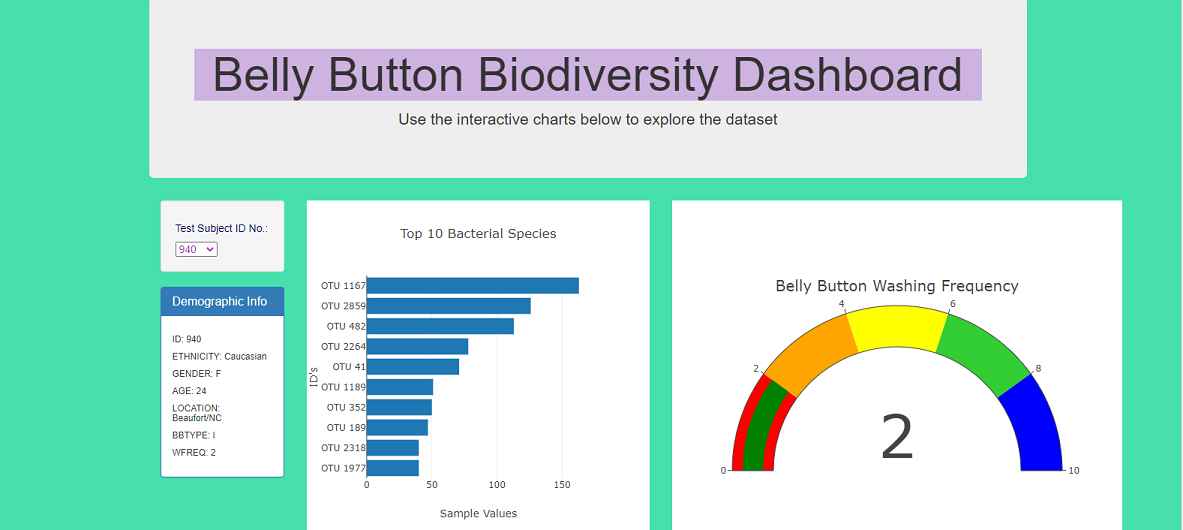 Belly Button Biodiversity Dashboard
Use the interactive charts below to explore the dataset
Test Subject ID No.:
940
Demographic Info
ID: 940
ETHNICITY: Caucasian
GENDER: F
AGE: 24
LOCATION:
Beaufort/NC
BBTYPE: I
WFREQ: 2
Top 10 Bacterial Species
ID's
OTU 1167
OTU 2859
OTU 482
OTU 2264
OTU 41
OTU 1189
OTU 352
OTU 189
OTU 2318
OTU 1977
0 50 100 150
Sample Values
Belly Button Washing Frequency
0
2
4
6
8
10
2